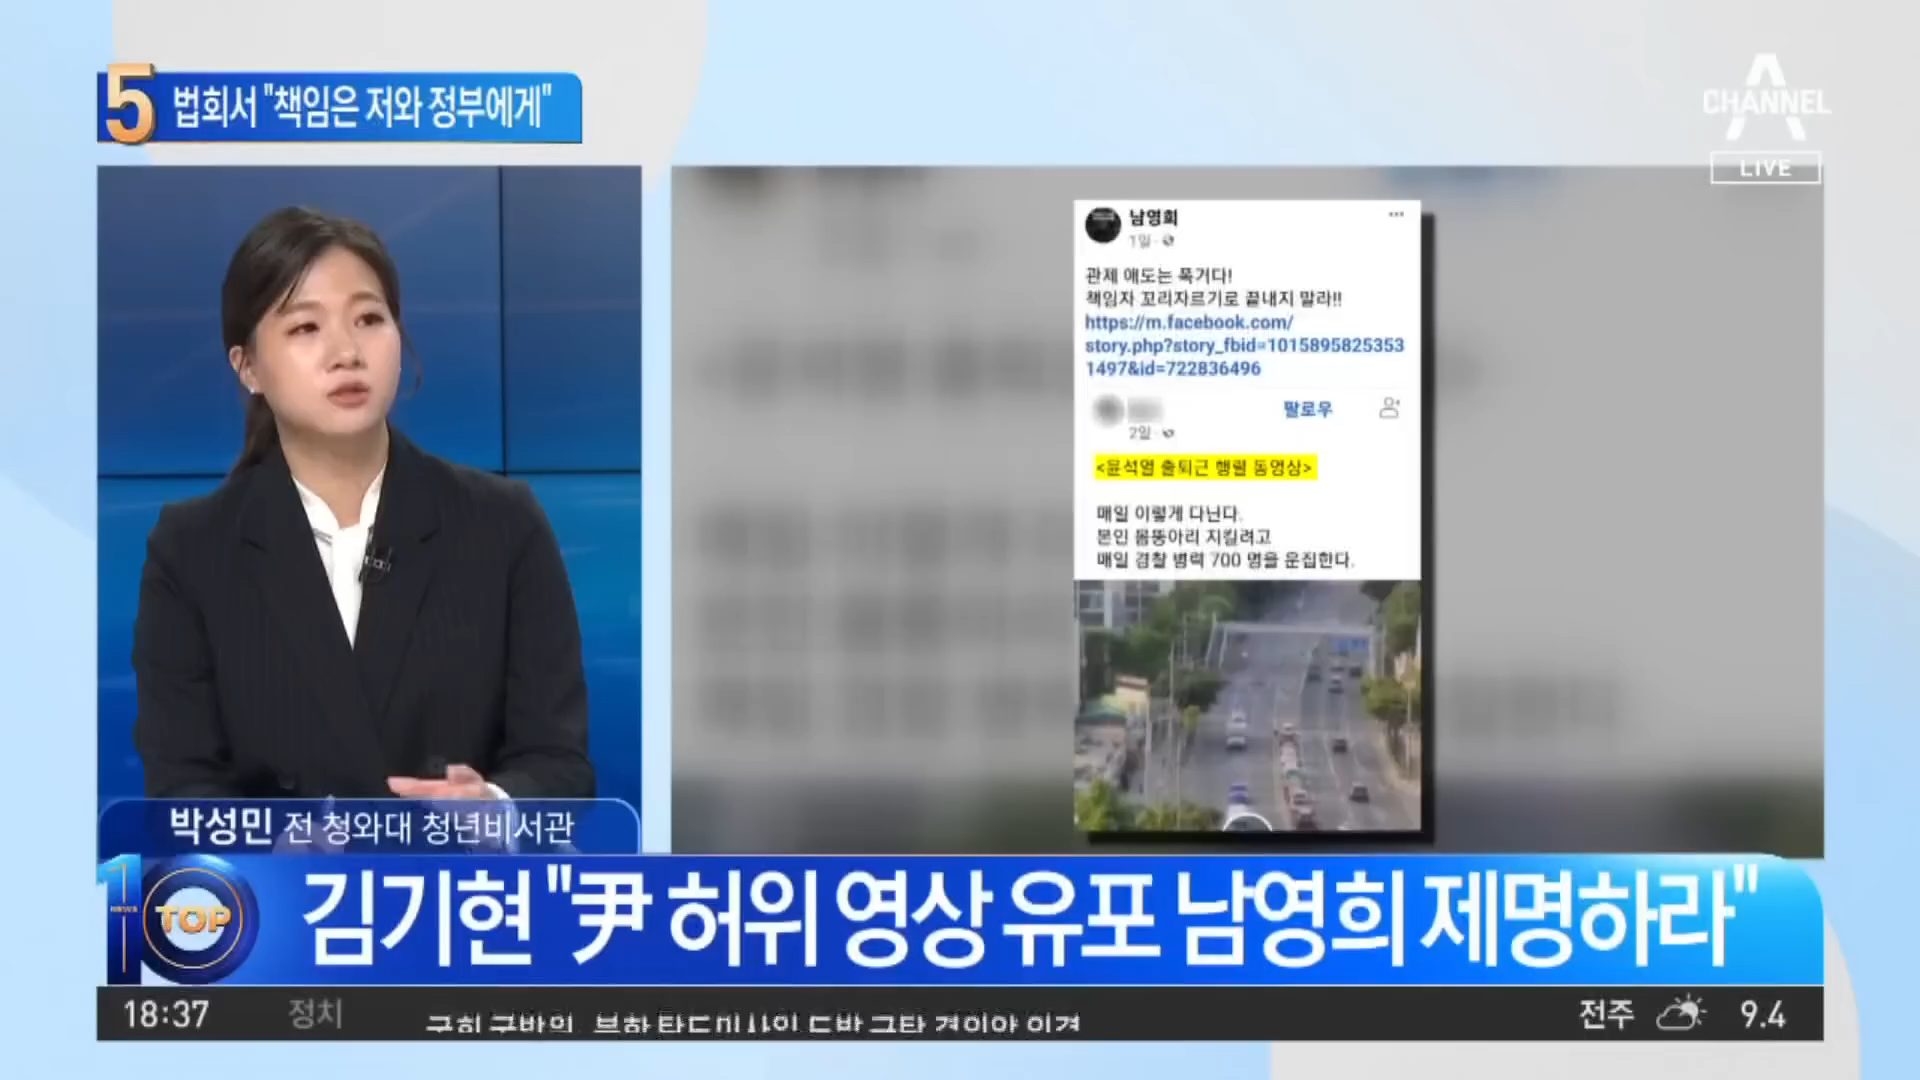 5 법회서 "책임은 저와 정부에게"
CHANNEL A
LIVE
남영희
1일
관제 애도는 폭거다!
책임자 꼬리자르기로 끝내지 말라!!
https://m.facebook.com/
story.php?story_fbid=1015895825353
1497&id=722836496
팔로우
2일
<윤석열 출퇴근 행렬 동영상>
매일 이렇게 다닌다.
본인 몸뚱아리 지킬려고
매일 경찰 병력 700 명을 운집한다.
박성민 전 청와대 청년비서관
NEWS TOP 10
김기현 "尹 허위 영상 유포 남영희 제명하라"
18:37 정치
전주 9.4